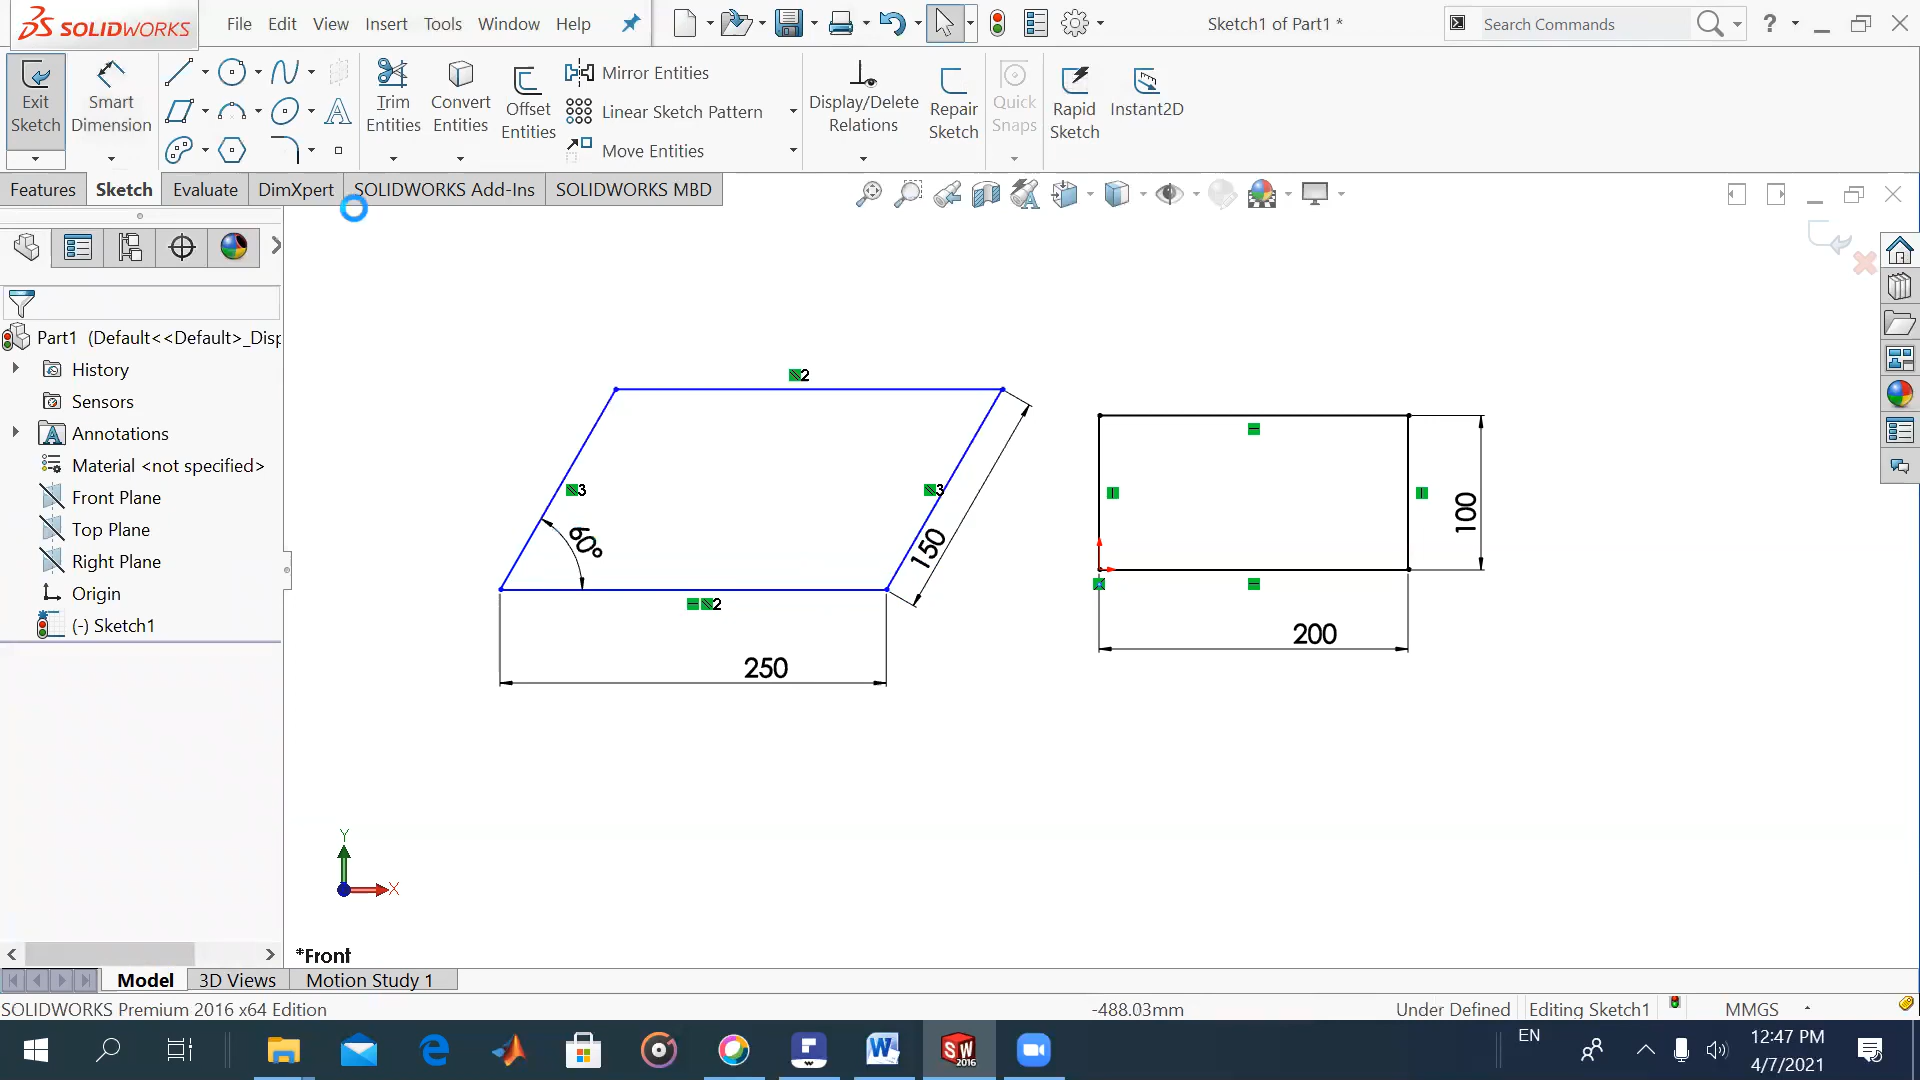 SOLIDWORKS
File Edit View Insert Tools Window Help
Sketch1 of Part1 *
Search Commands
?
Exit Sketch
Smart Dimension
Trim Entities
Convert Entities
Offset Entities
Mirror Entities
Linear Sketch Pattern
Move Entities
Display/Delete Relations
Repair Sketch
Quick Snaps
Rapid Sketch
Instant2D
Features Sketch Evaluate DimXpert SOLIDWORKS Add-Ins SOLIDWORKS MBD
Part1 (Default<<Default>_Disp
History
Sensors
Annotations
Material <not specified>
Front Plane
Top Plane
Right Plane
Origin
(-) Sketch1
2
3
3
60°
150
2
250
100
200
Y
X
*Front
Model 3D Views Motion Study 1
SOLIDWORKS Premium 2016 x64 Edition
-488.03mm
Under Defined
Editing Sketch1
MMGS
W
SW
2016
EN
12:47 PM
4/7/2021